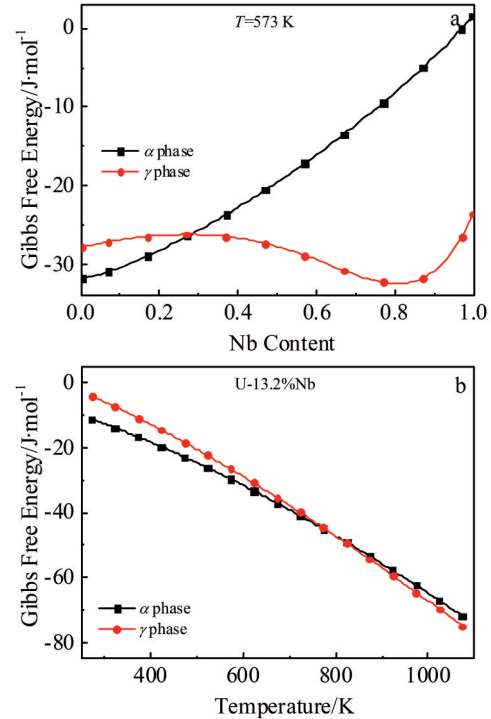 T=573 K a
0
-10
-20
-30
α phase
γ phase
Gibbs Free Energy/J·mol⁻¹
0.0 0.2 0.4 0.6 0.8 1.0
Nb Content
U-13.2%Nb b
0
-20
-40
-60
-80
α phase
γ phase
Gibbs Free Energy/J·mol⁻¹
400 600 800 1000
Temperature/K